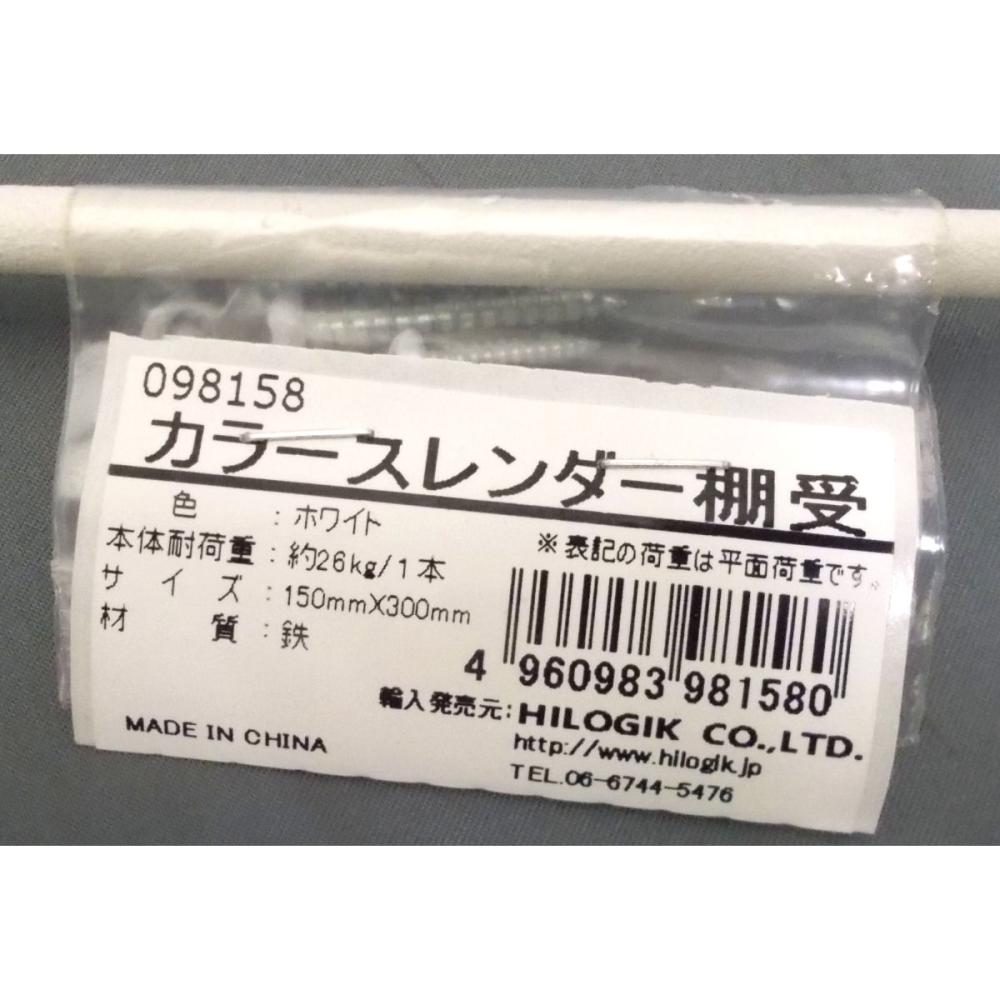 098158
カラースレンダー棚受
色 : ホワイト
本体耐荷重 : 約26kg/1本
サイズ : 150mmX300mm
材質 : 鉄
※表記の荷重は平面荷重です。
4 960983 981580
輸入発売元: HILOGIK CO.,LTD.
http://www.hilogik.jp
TEL.06-6744-5476
MADE IN CHINA